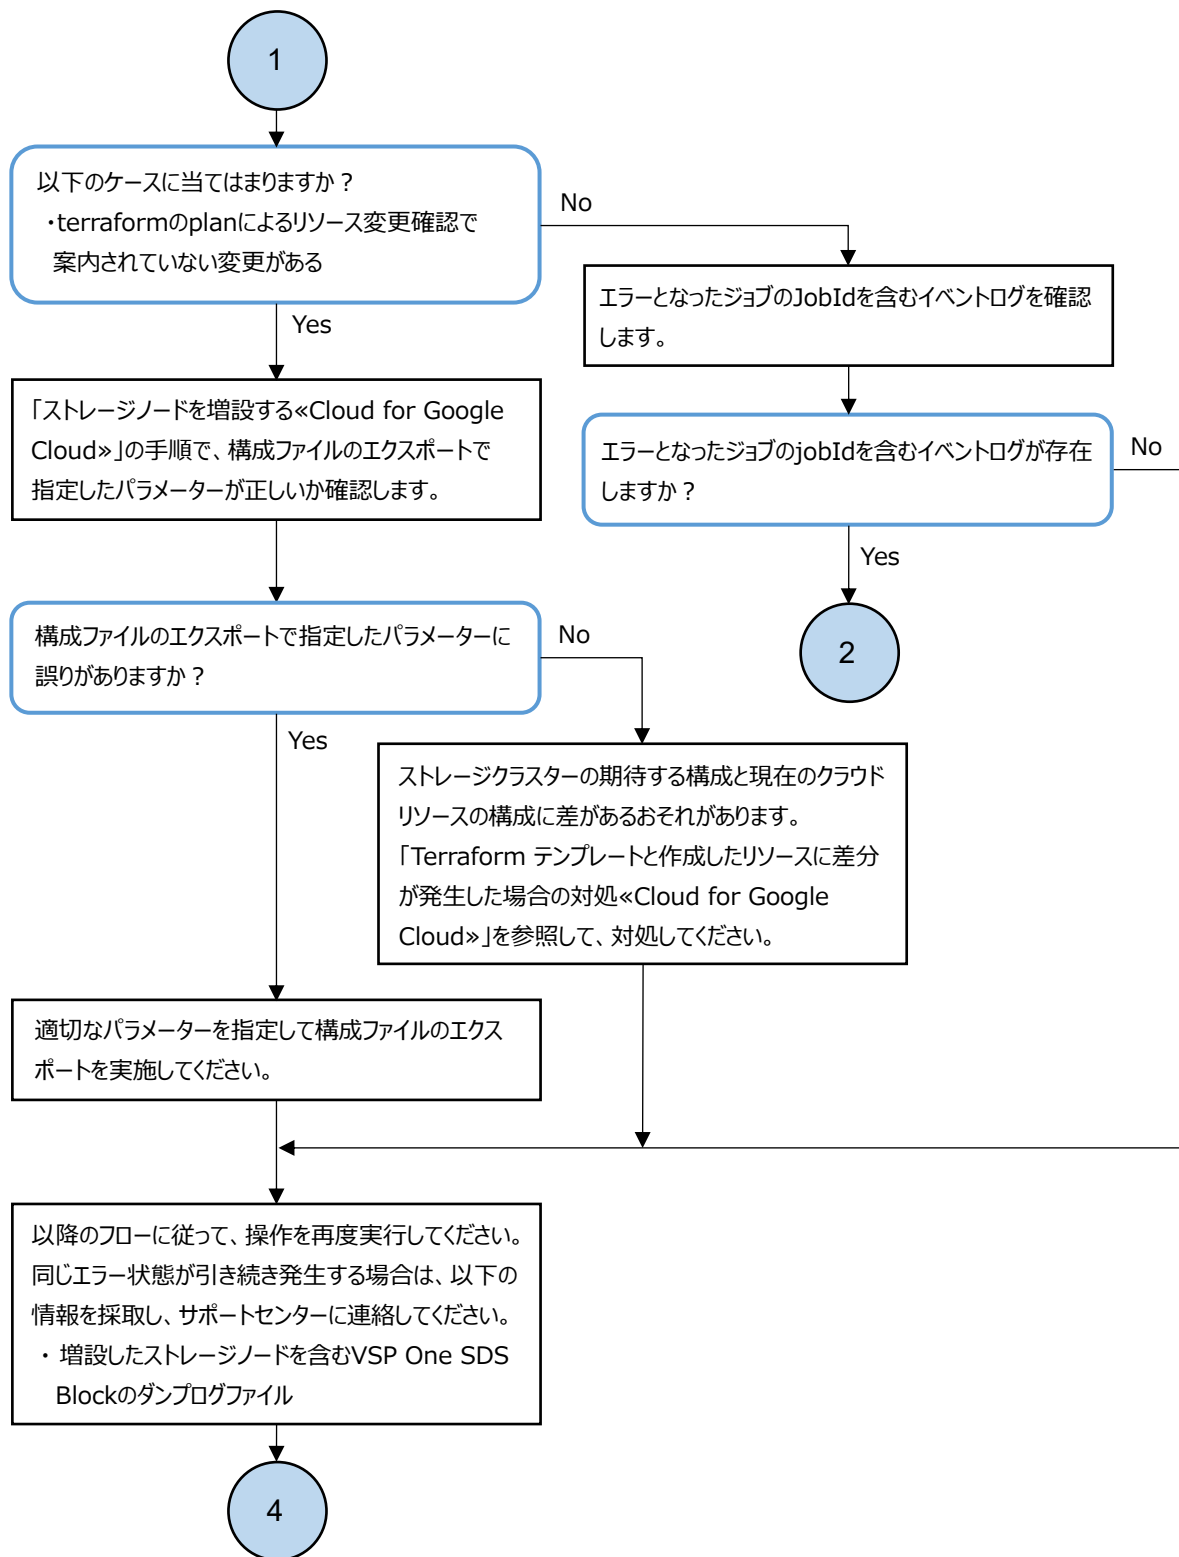 1
以下のケースに当てはまりますか？
・terraformのplanによるリソース変更確認で
案内されていない変更がある
No
Yes
エラーとなったジョブのJobIdを含むイベントログを確認
します。
「ストレージノードを増設する≪Cloud for Google
Cloud≫」の手順で、構成ファイルのエクスポートで
指定したパラメーターが正しいか確認します。
エラーとなったジョブのjobIdを含むイベントログが存在
しますか？
No
Yes
2
構成ファイルのエクスポートで指定したパラメーターに
誤りがありますか？
No
Yes
ストレージクラスターの期待する構成と現在のクラウド
リソースの構成に差があるおそれがあります。
「Terraform テンプレートと作成したリソースに差分
が発生した場合の対処≪Cloud for Google
Cloud≫」を参照して、対処してください。
適切なパラメーターを指定して構成ファイルのエクス
ポートを実施してください。
以降のフローに従って、操作を再度実行してください。
同じエラー状態が引き続き発生する場合は、以下の
情報を採取し、サポートセンターに連絡してください。
・ 増設したストレージノードを含むVSP One SDS
Blockのダンプログファイル
4